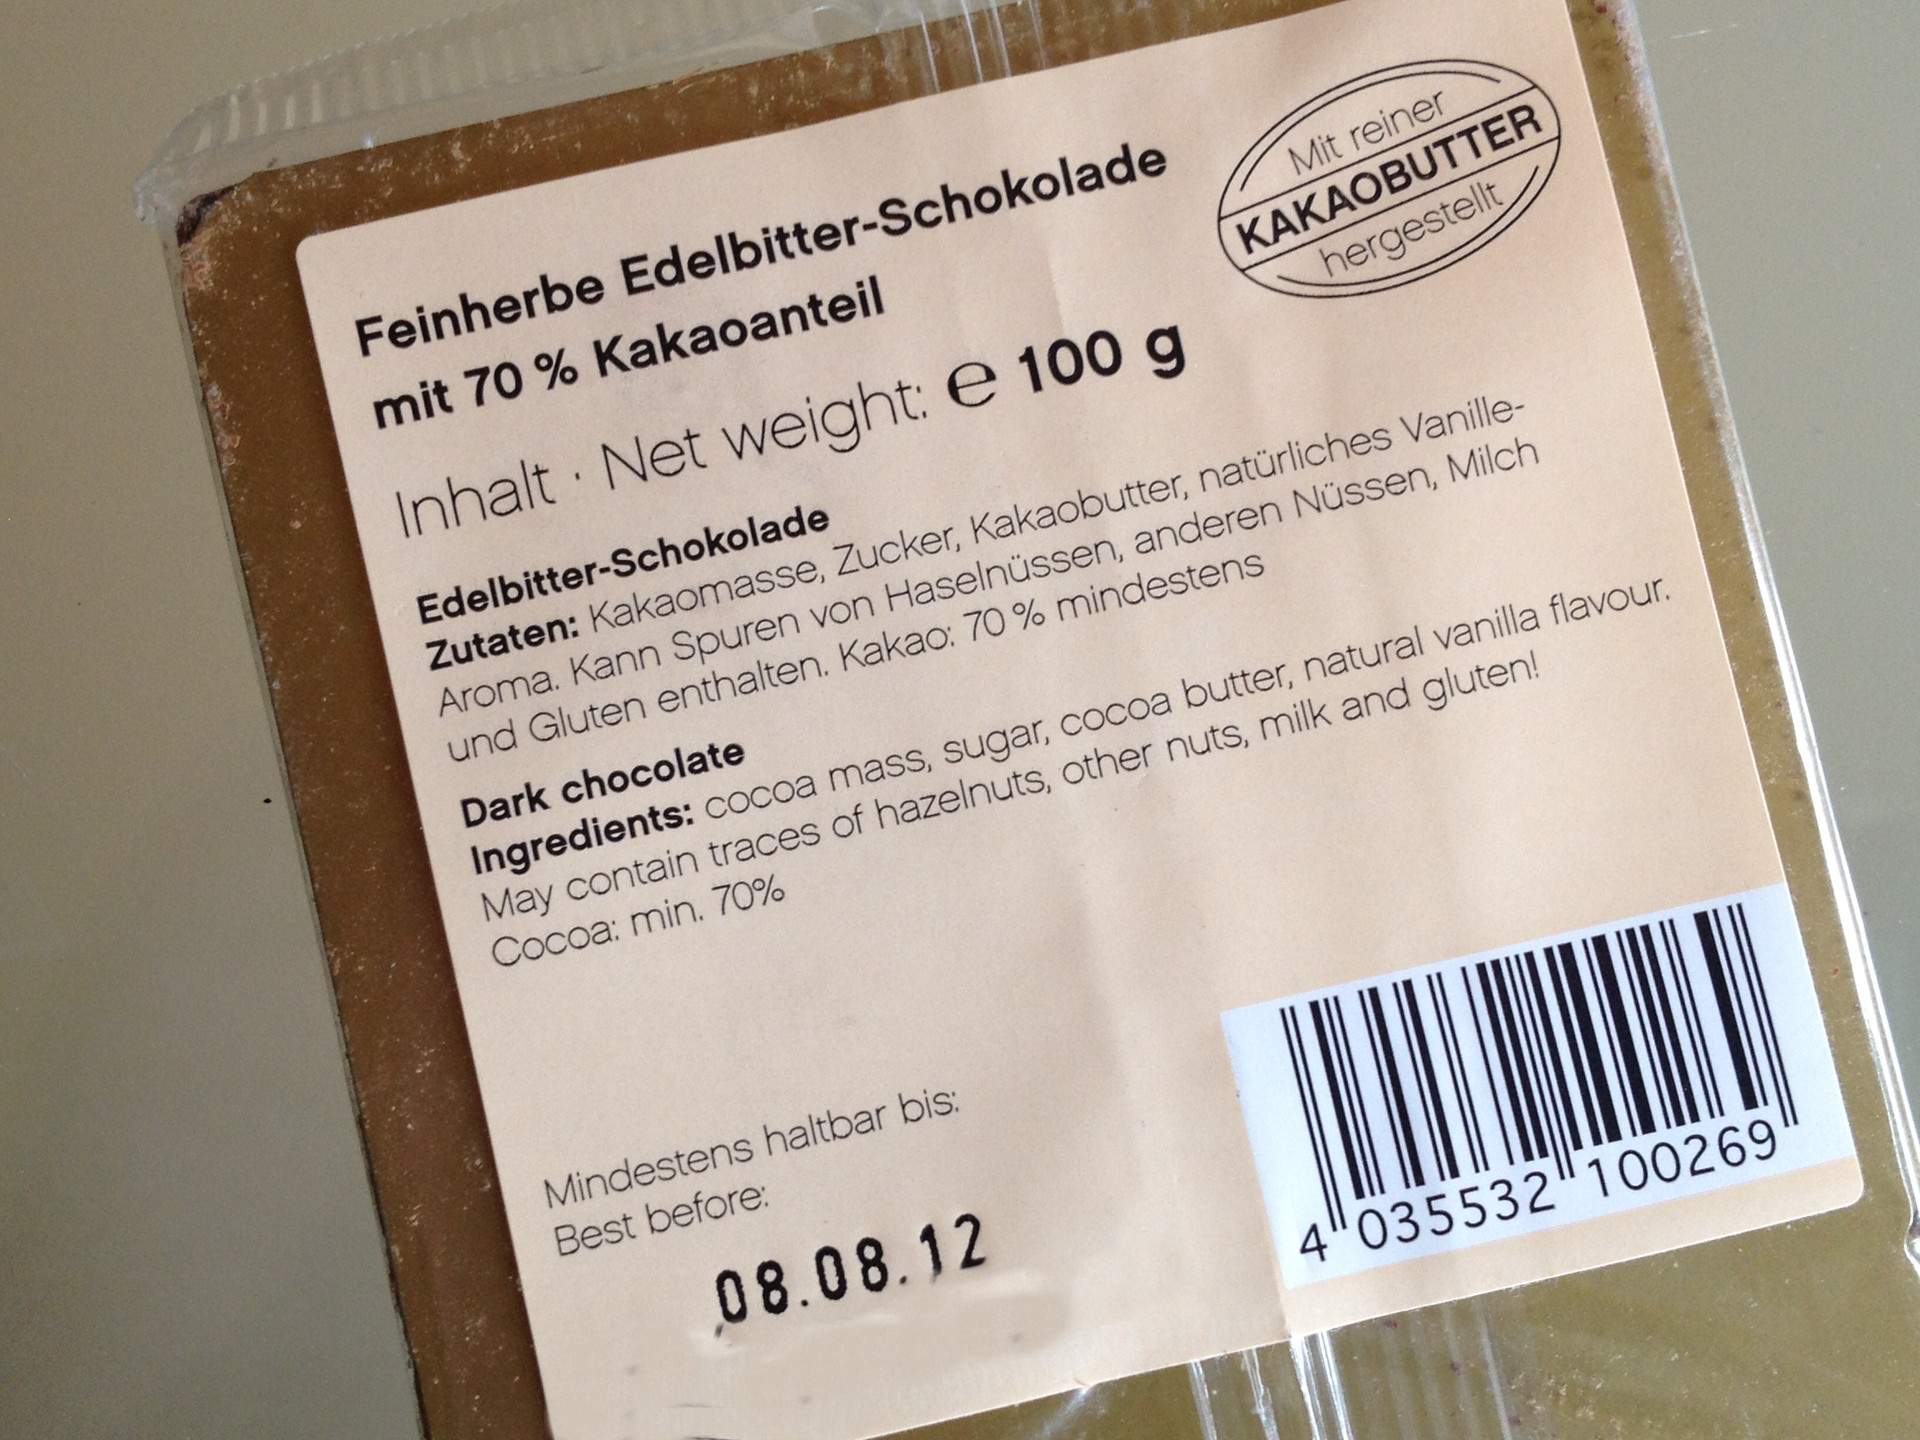 Mit reiner
KAKAOBUTTER
hergestellt
Feinherbe Edelbitter-Schokolade
mit 70 % Kakaoanteil
Inhalt · Net weight: ℮ 100 g
Edelbitter-Schokolade
Zutaten: Kakaomasse, Zucker, Kakaobutter, natürliches Vanille-
Aroma. Kann Spuren von Haselnüssen, anderen Nüssen, Milch
und Gluten enthalten. Kakao: 70 % mindestens
Dark chocolate
Ingredients: cocoa mass, sugar, cocoa butter, natural vanilla flavour.
May contain traces of hazelnuts, other nuts, milk and gluten!
Cocoa: min. 70%
Mindestens haltbar bis:
Best before:
08.08.12
4 035532 100269